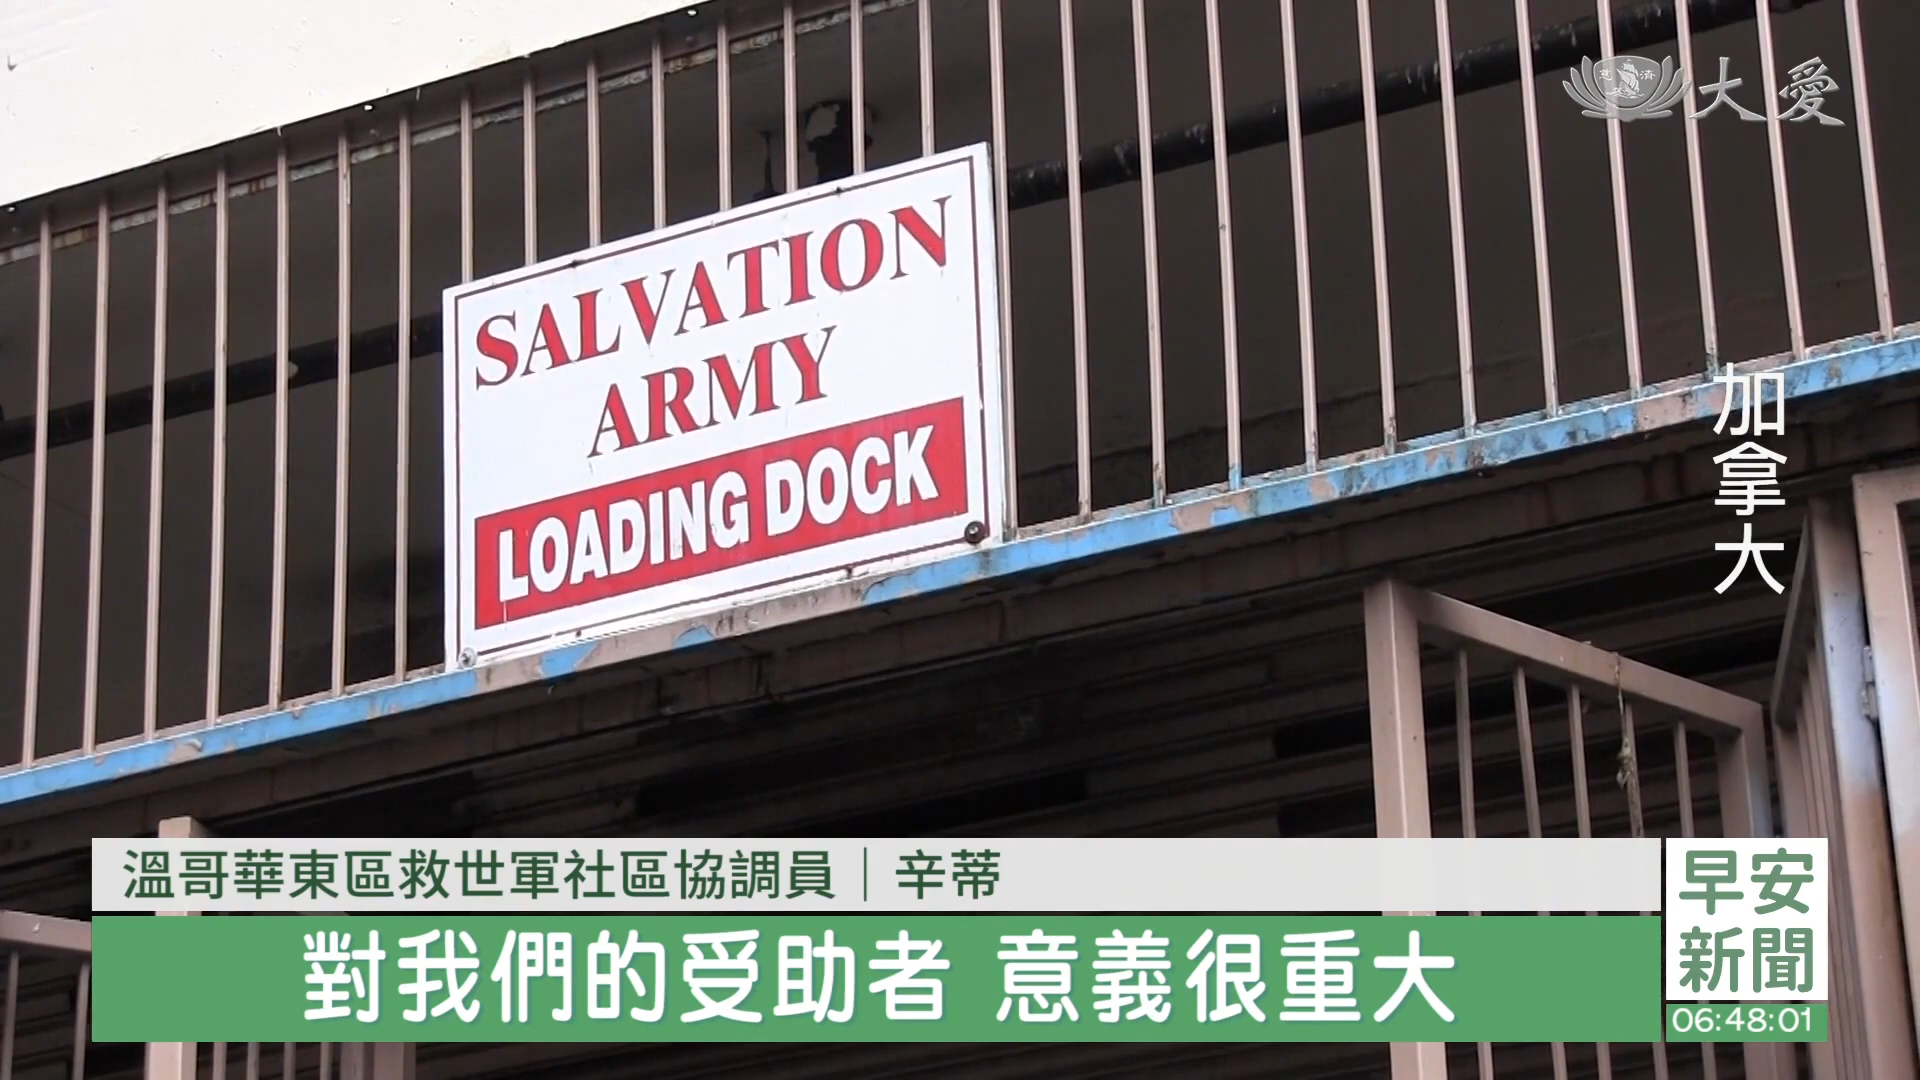 慈濟
大愛
SALVATION
ARMY
LOADING DOCK
加拿大
溫哥華東區救世軍社區協調員｜辛蒂
對我們的受助者 意義很重大
早安
新聞
06:48:01